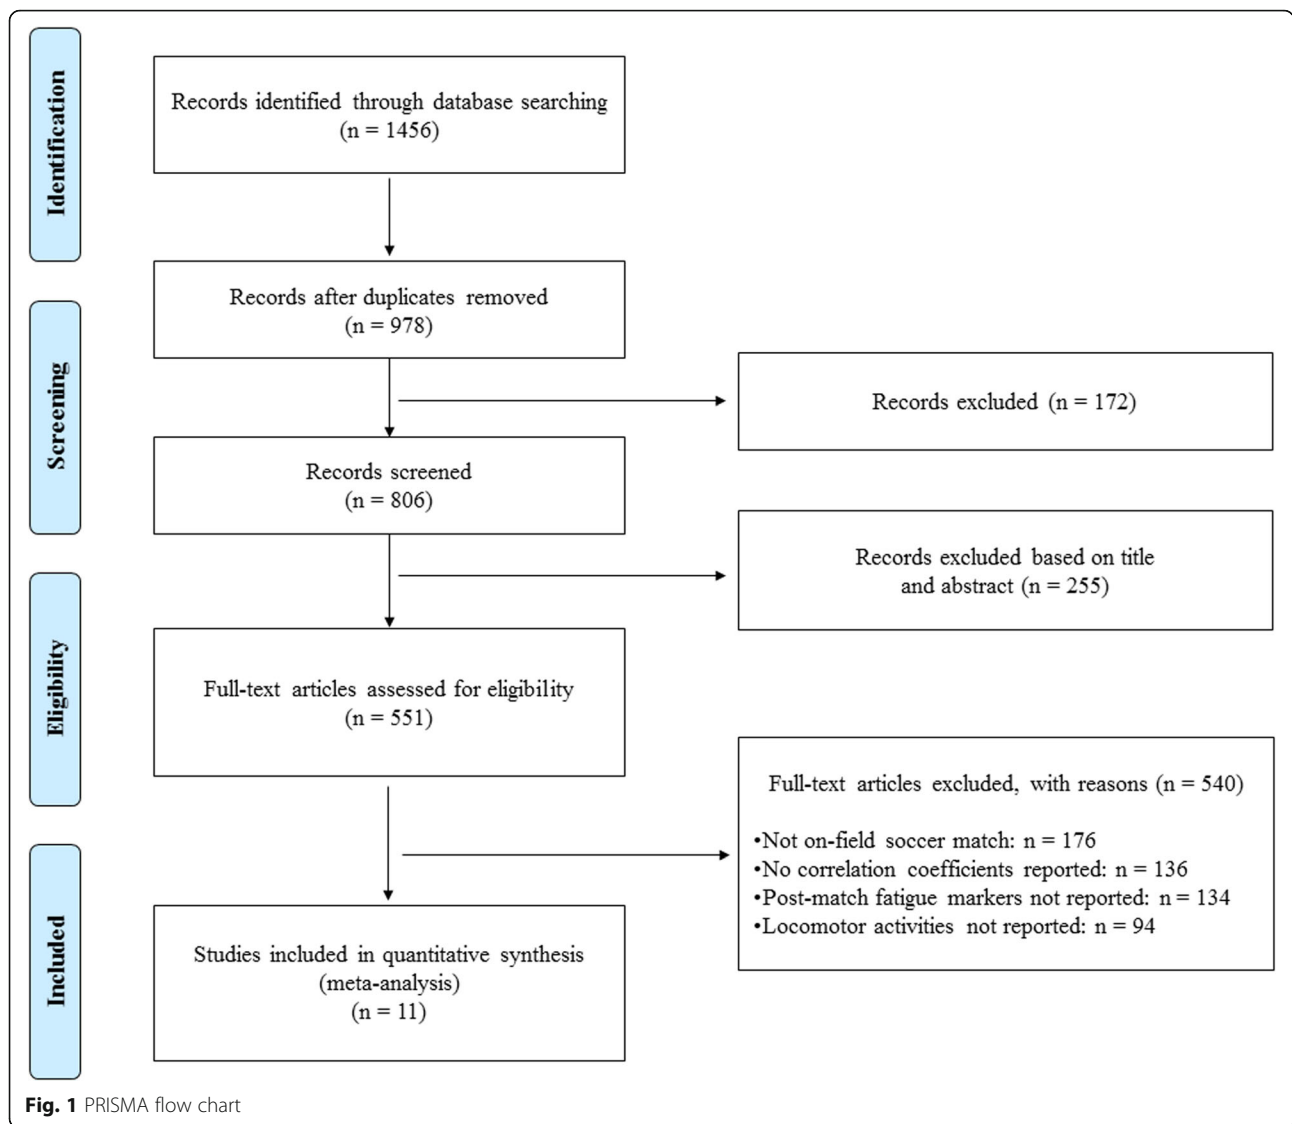 Identification
Records identified through database searching
(n = 1456)
Records after duplicates removed
(n = 978)
Screening
Records excluded (n = 172)
Records screened
(n = 806)
Records excluded based on title
and abstract (n = 255)
Eligibility
Full-text articles assessed for eligibility
(n = 551)
Full-text articles excluded, with reasons (n = 540)
•Not on-field soccer match: n = 176
•No correlation coefficients reported: n = 136
•Post-match fatigue markers not reported: n = 134
•Locomotor activities not reported: n = 94
Included
Studies included in quantitative synthesis
(meta-analysis)
(n = 11)
Fig. 1 PRISMA flow chart